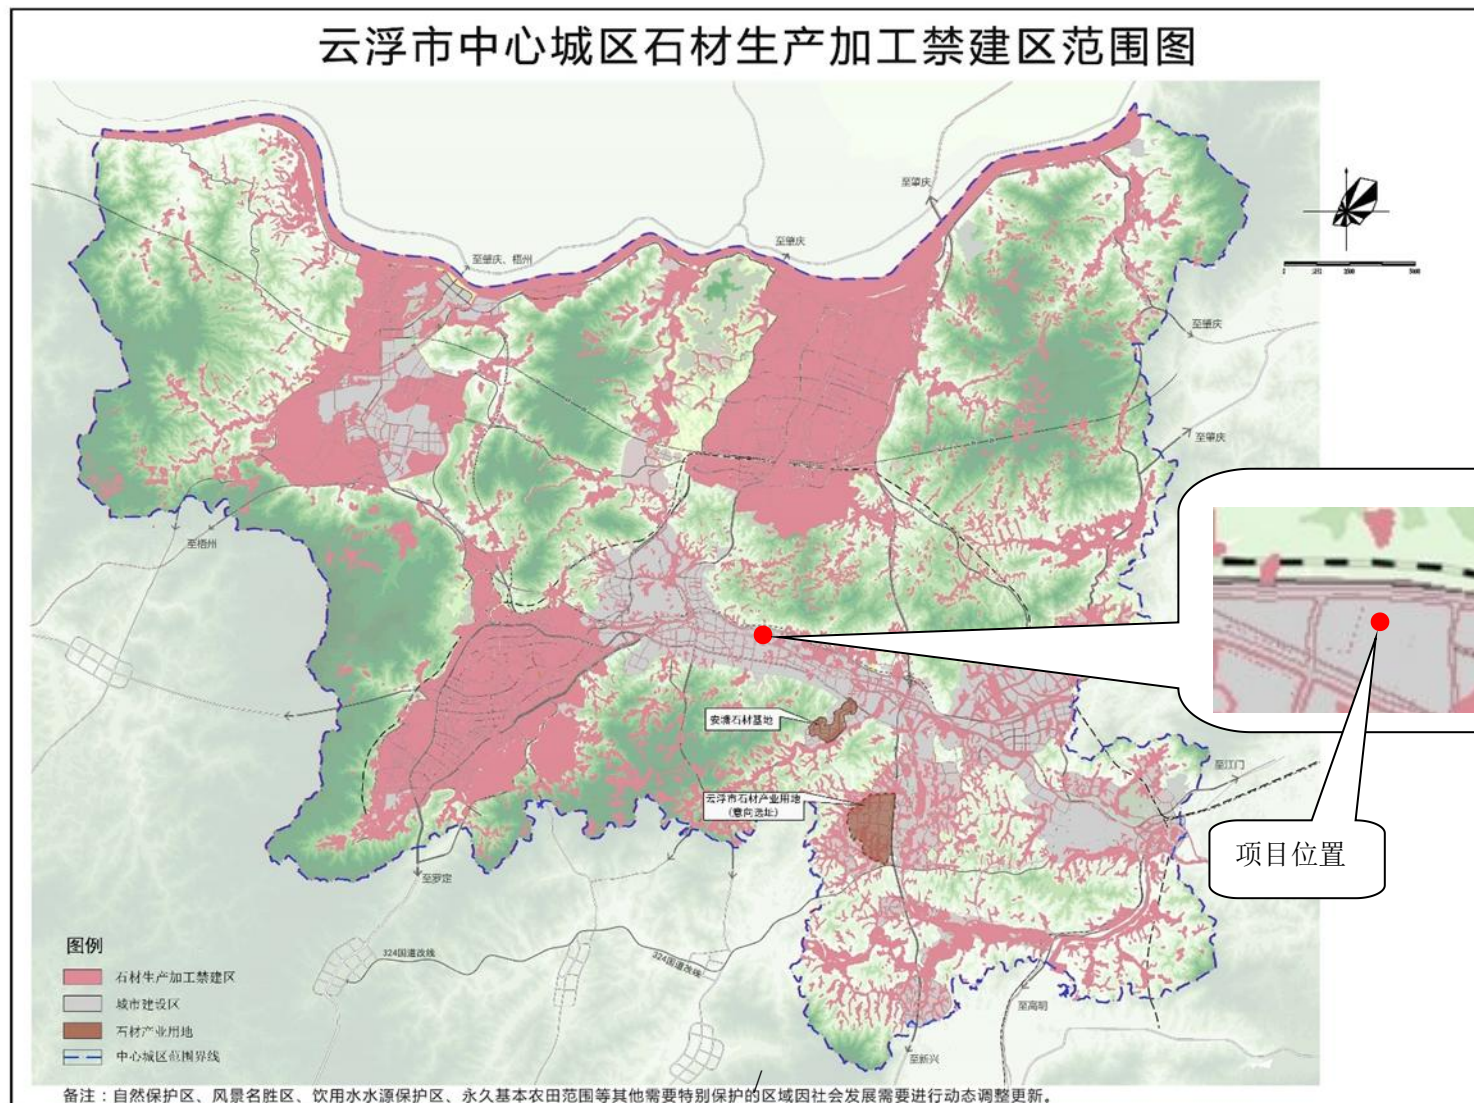 云浮市中心城区石材生产加工禁建区范围图
至肇庆
至肇庆
至肇庆、梧州
至肇庆
至肇庆
至梧州
安塘石材基地
至江门
云浮市石材产业用地
（意向选址）
项目位置
至罗定
图例
324国道改线
324国道改线
石材生产加工禁建区
城市建设区
至高明
石材产业用地
中心城区范围界线
至新兴
备注：自然保护区、风景名胜区、饮用水水源保护区、永久基本农田范围等其他需要特别保护的区域因社会发展需要进行动态调整更新。